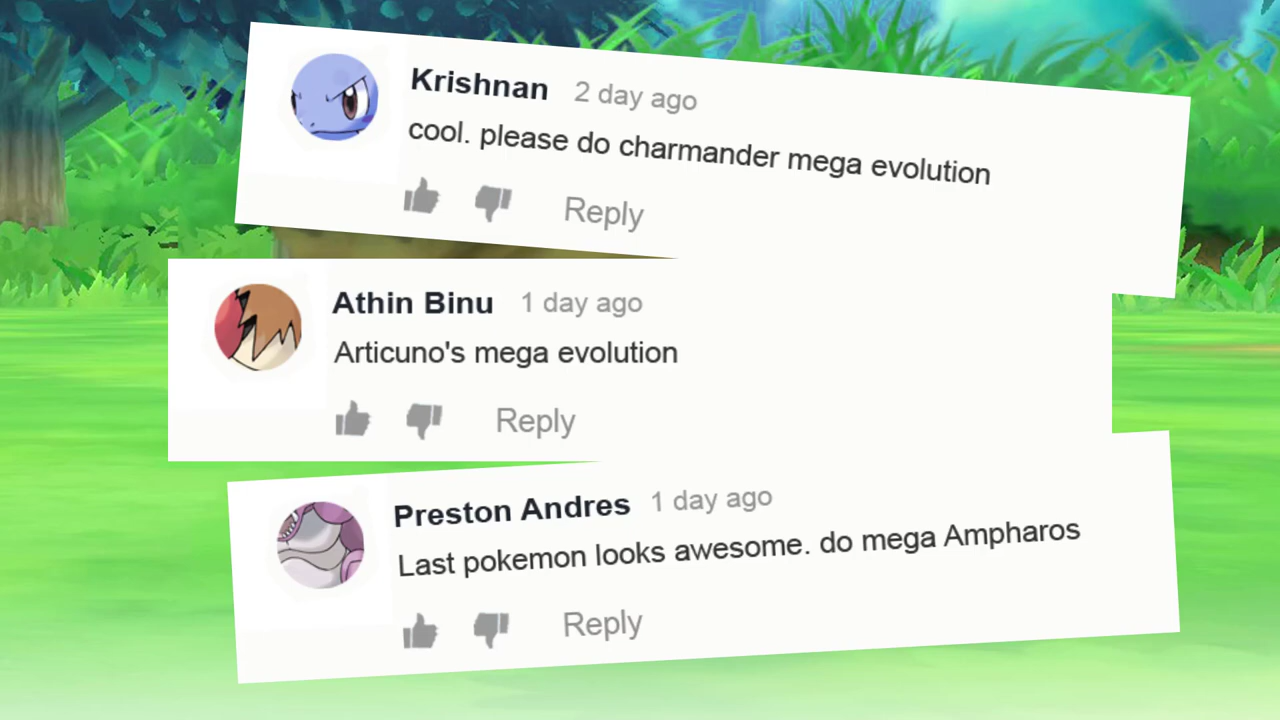 Krishnan 2 day ago
cool. please do charmander mega evolution
Reply
Athin Binu 1 day ago
Articuno's mega evolution
Reply
Preston Andres 1 day ago
Last pokemon looks awesome. do mega Ampharos
Reply